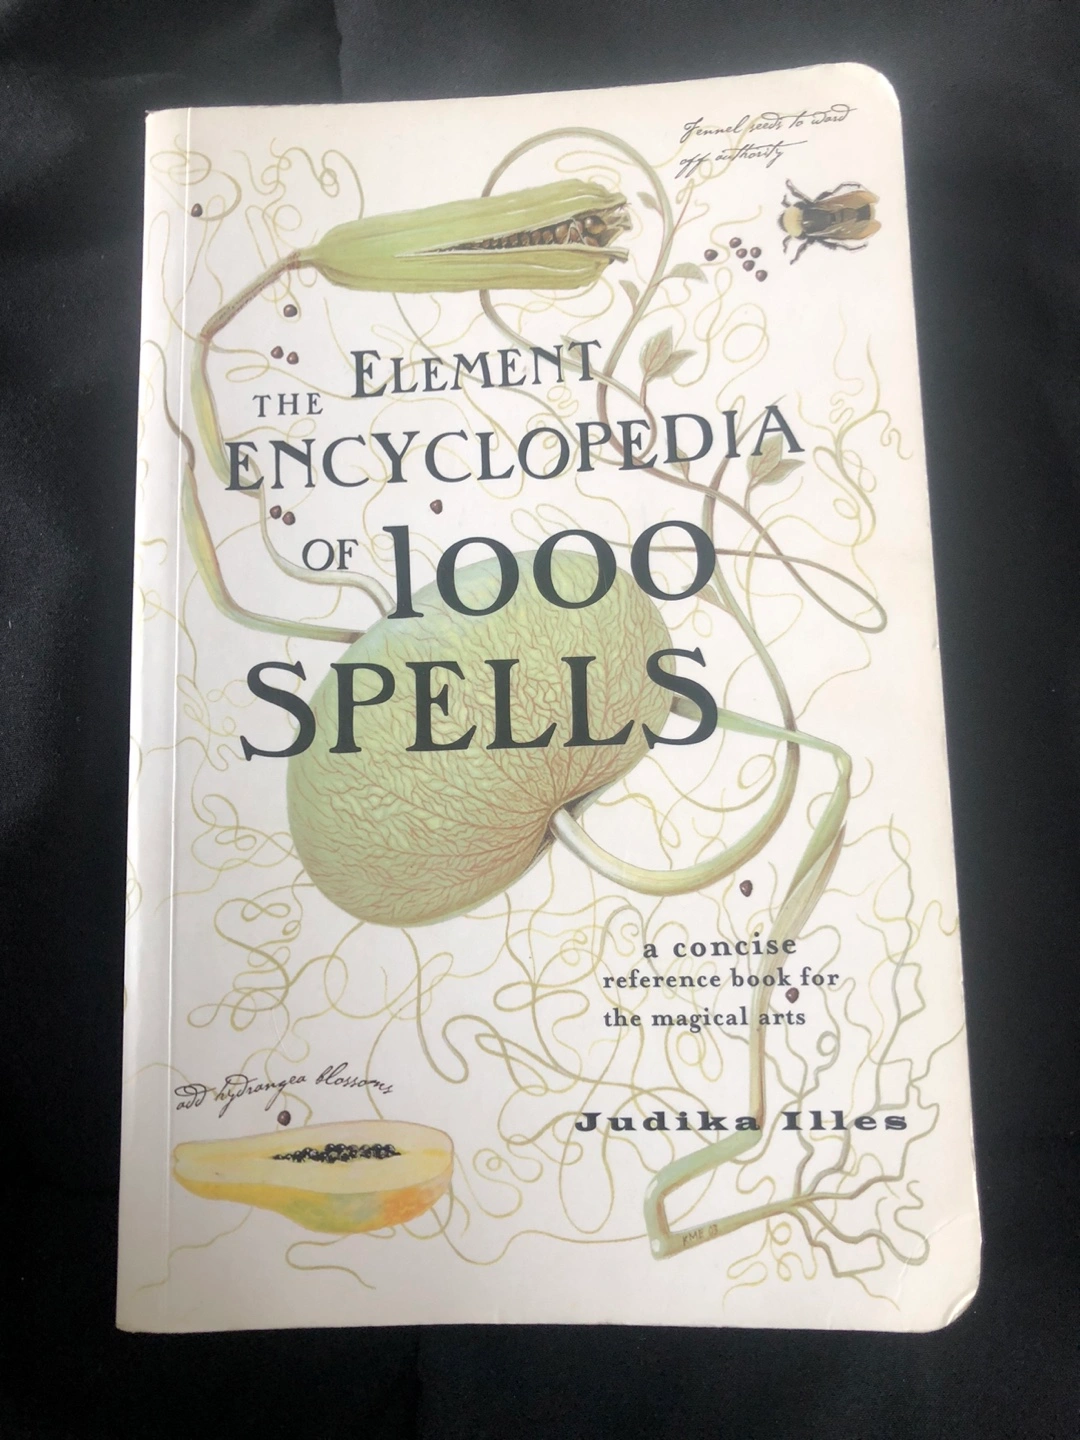 Fennel seeds to ward
off authority
THE ELEMENT
ENCYCLOPEDIA
OF 1000
SPELLS
a concise
reference book for
the magical arts
add hydrangea blossoms
Judika Illes